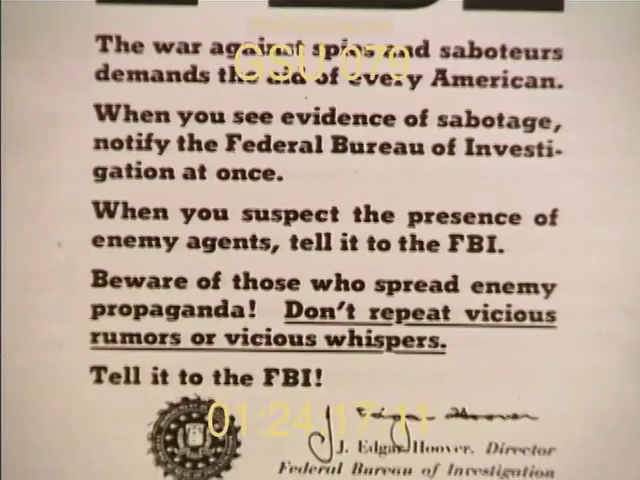 FBI
GSU 079
The war against spies and saboteurs
demands the aid of every American.
When you see evidence of sabotage,
notify the Federal Bureau of Investi-
gation at once.
When you suspect the presence of
enemy agents, tell it to the FBI.
Beware of those who spread enemy
propaganda! Don't repeat vicious
rumors or vicious whispers.
Tell it to the FBI!
01:24:17:11
J. Edgar Hoover
J. Edgar Hoover, Director
Federal Bureau of Investigation